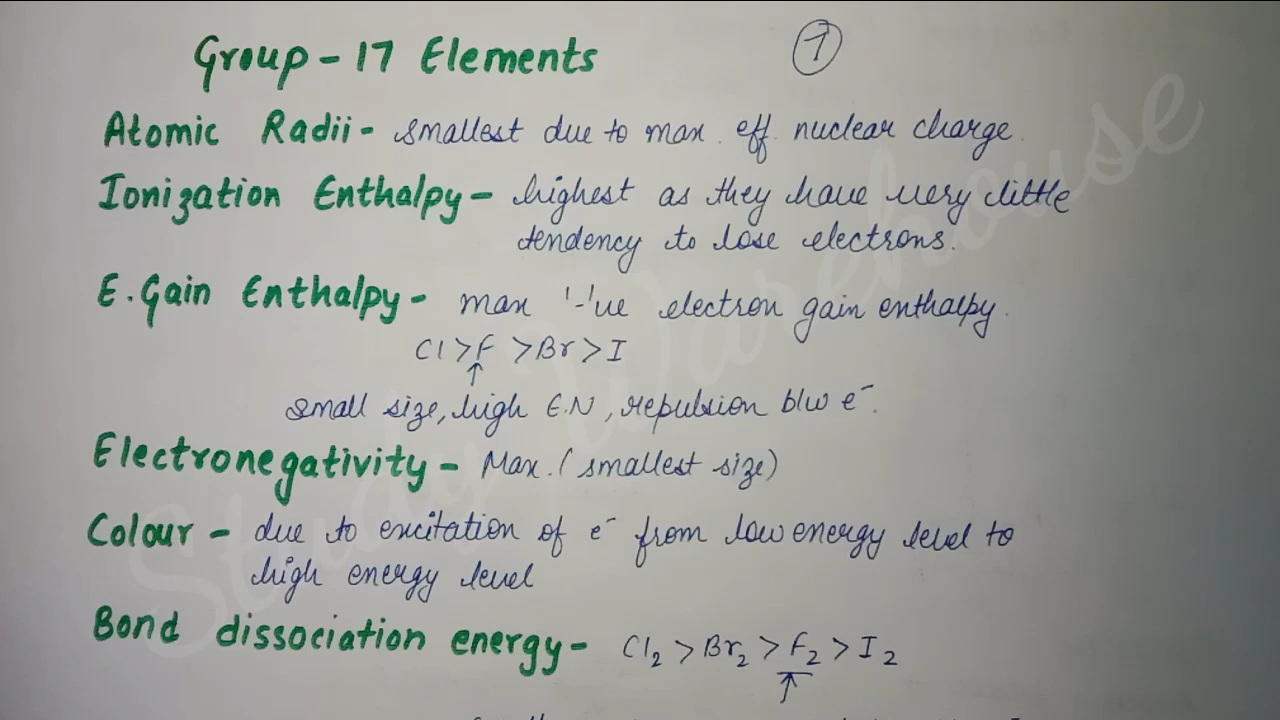 Group - 17 Elements
1
Atomic Radii - smallest due to max. eff. nuclear charge.
Ionization Enthalpy - highest as they have very little
tendency to lose electrons.
E. Gain Enthalpy - max '-'ve electron gain enthalpy.
Cl > F > Br > I
↑
small size, high E.N, repulsion b/w e⁻.
Electronegativity - Max. (smallest size)
Colour - due to excitation of e⁻ from low energy level to
high energy level
Bond dissociation energy - Cl₂ > Br₂ > F₂ > I₂
↑
Study Warehouse